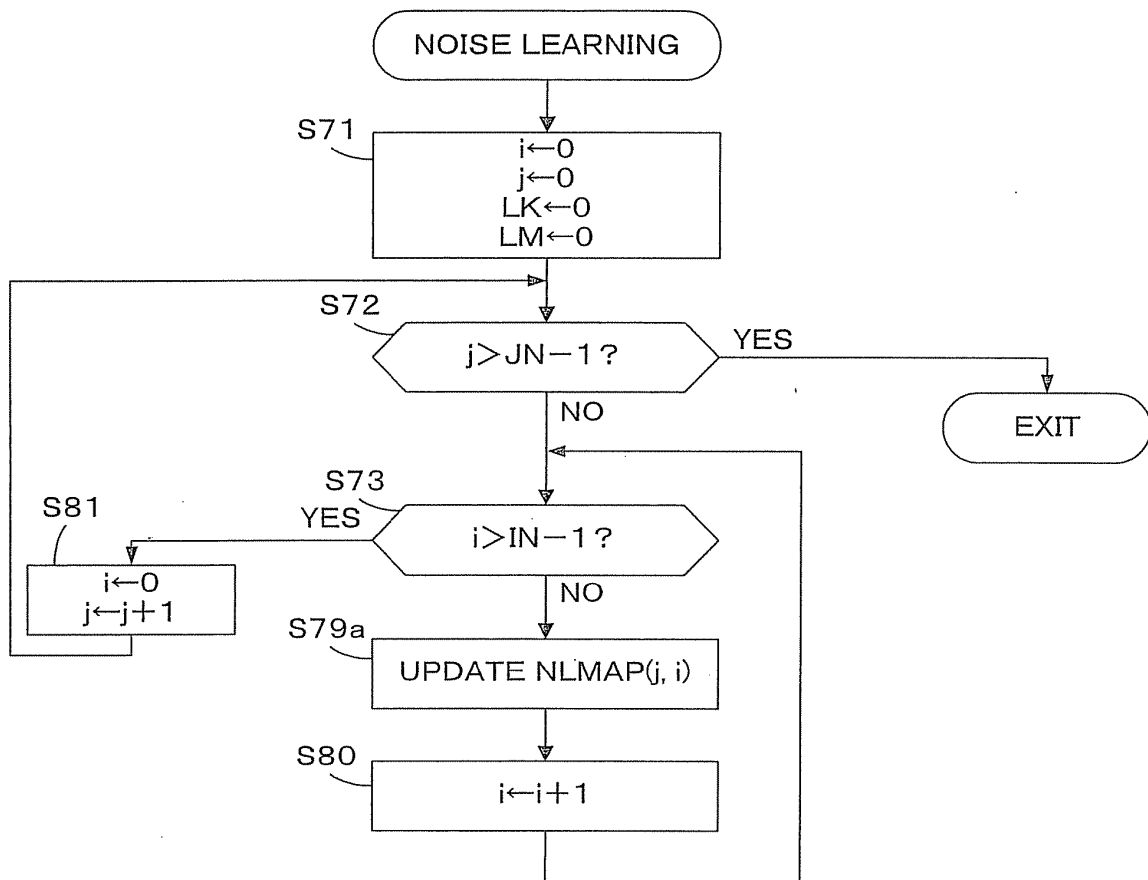 NOISE LEARNING
S71
i←0
j←0
LK←0
LM←0
S72
j>JN−1?
YES
NO
EXIT
S73
i>IN−1?
YES
NO
S81
i←0
j←j+1
S79a
UPDATE NLMAP(j, i)
S80
i←i+1